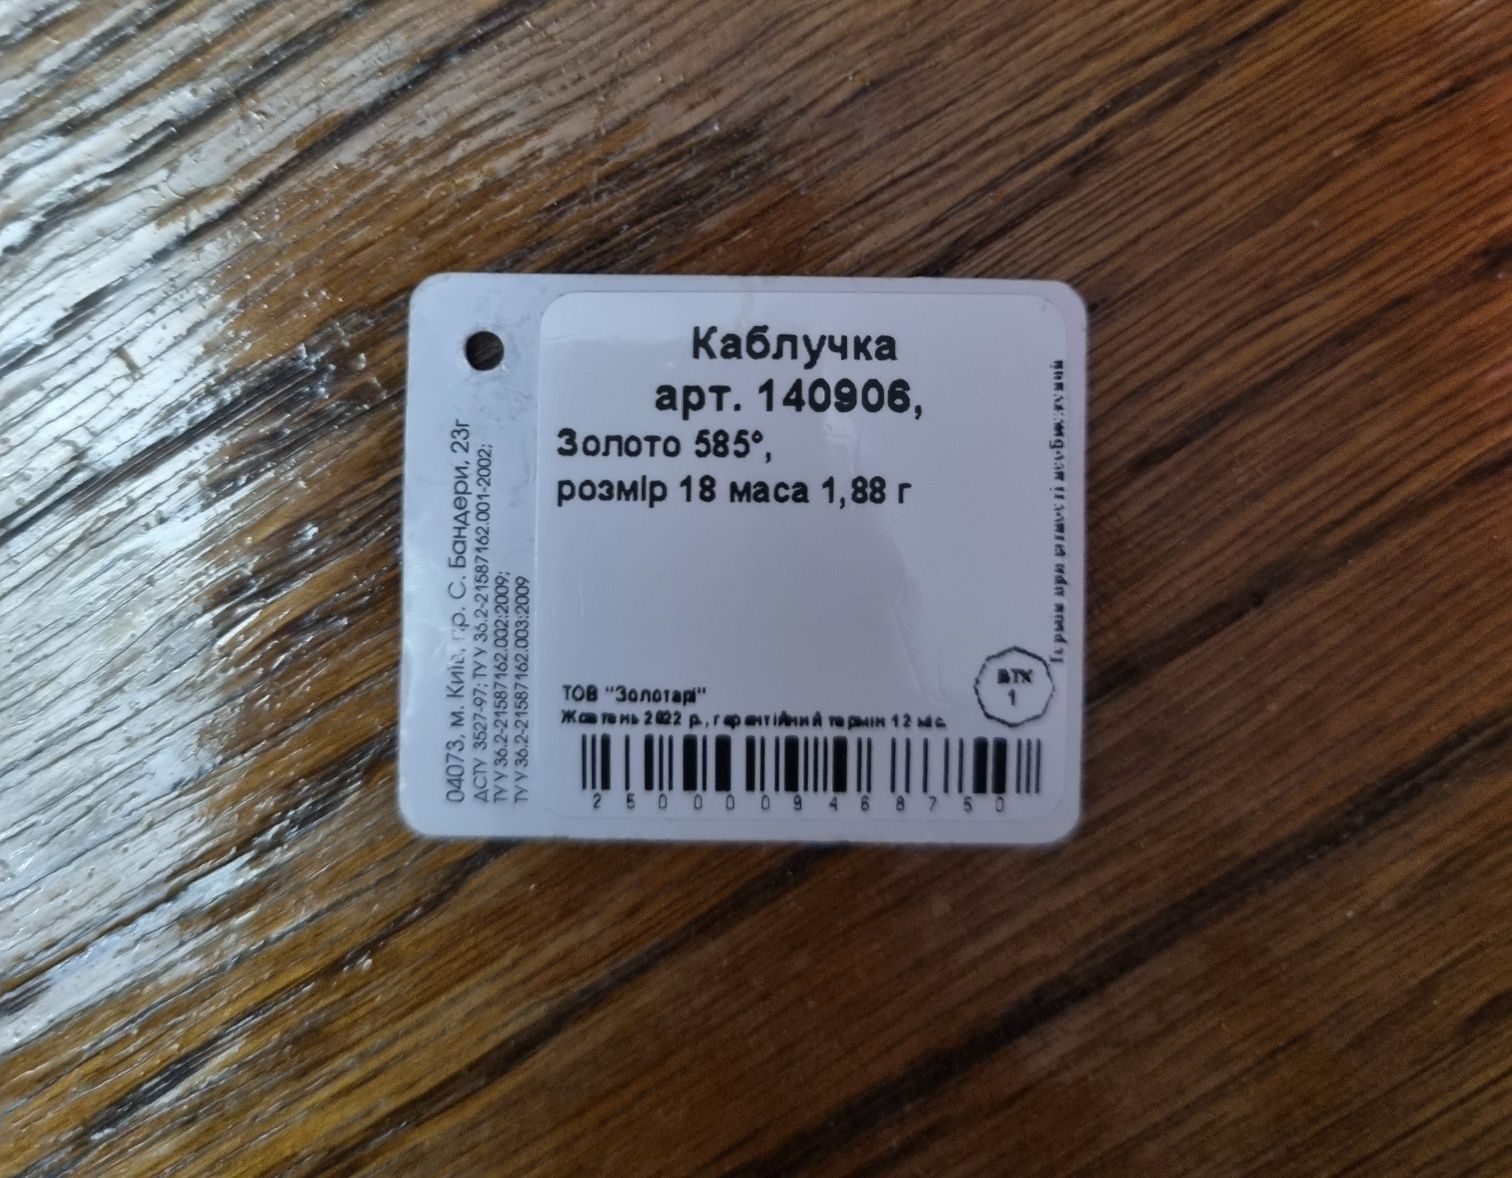 Каблучка
арт. 140906,
Золото 585°,
розмір 18 маса 1,88 г
ТОВ "Золотарі"
Жовтень 2022 р., гарантійний термін 12 міс.
2500009468750
ВТК
1
04073, м. Київ, пр. С. Бандери, 23г
ДСТУ 3527-97; ТУ У 36.2-21587162.001-2002;
ТУ У 36.2-21587162.002:2009;
ТУ У 36.2-21587162.003:2009